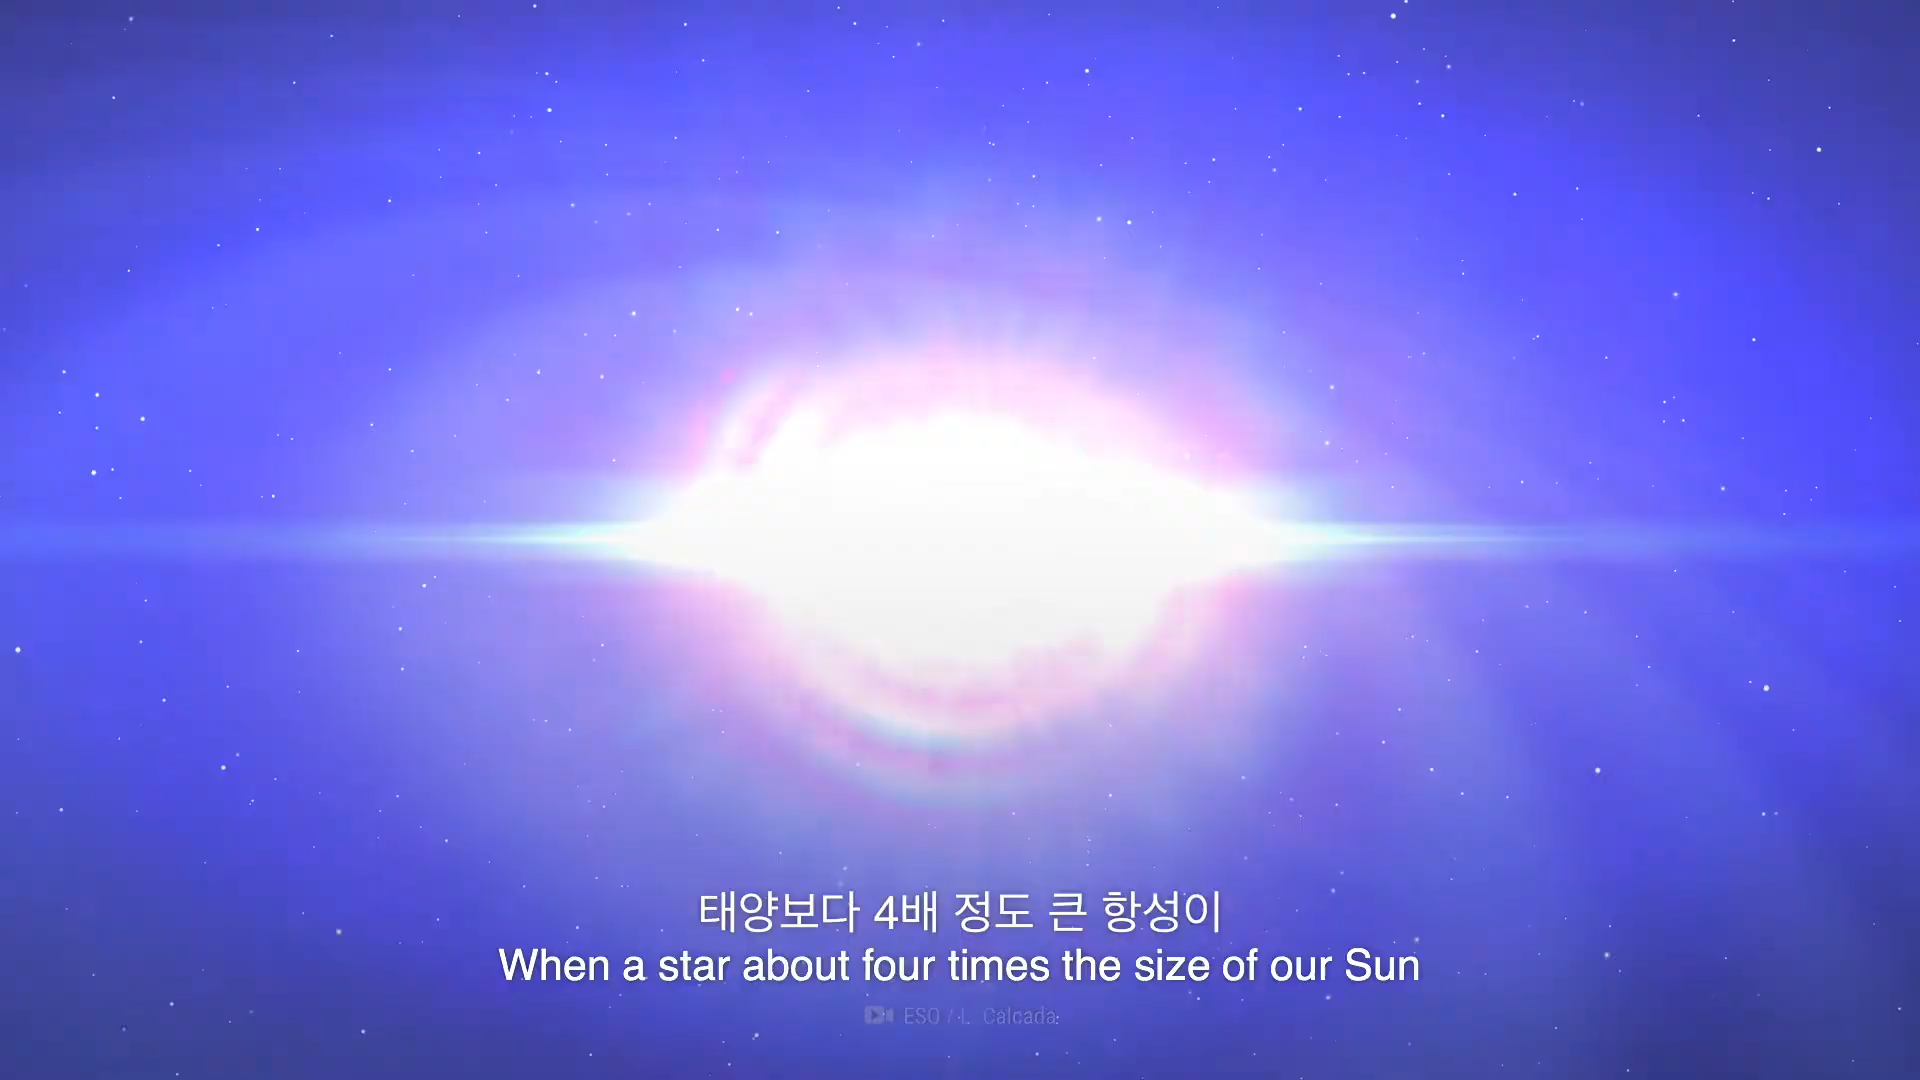 태양보다 4배 정도 큰 항성이
When a star about four times the size of our Sun
ESO / L. Calcada